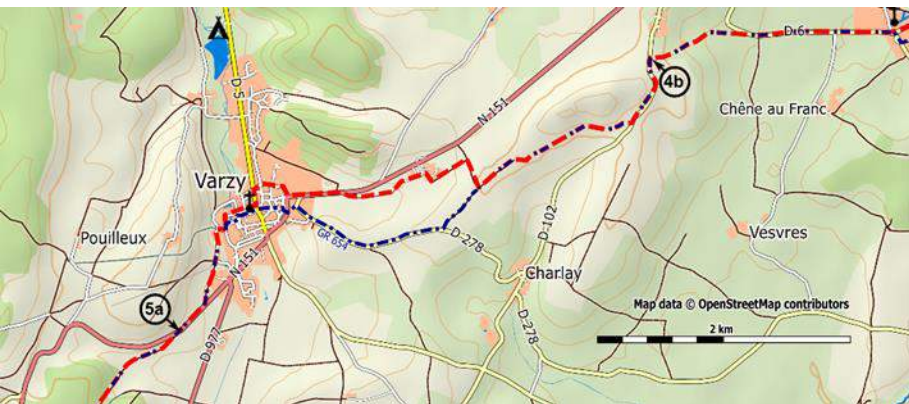 D-6
4b
D-5
N-151
Chêne au Franc
Varzy
D-102
Pouilleux
GR 654
D-278
Vesvres
N-151
Charlay
5a
Map data © OpenStreetMap contributors
D-977
D-278
2 km